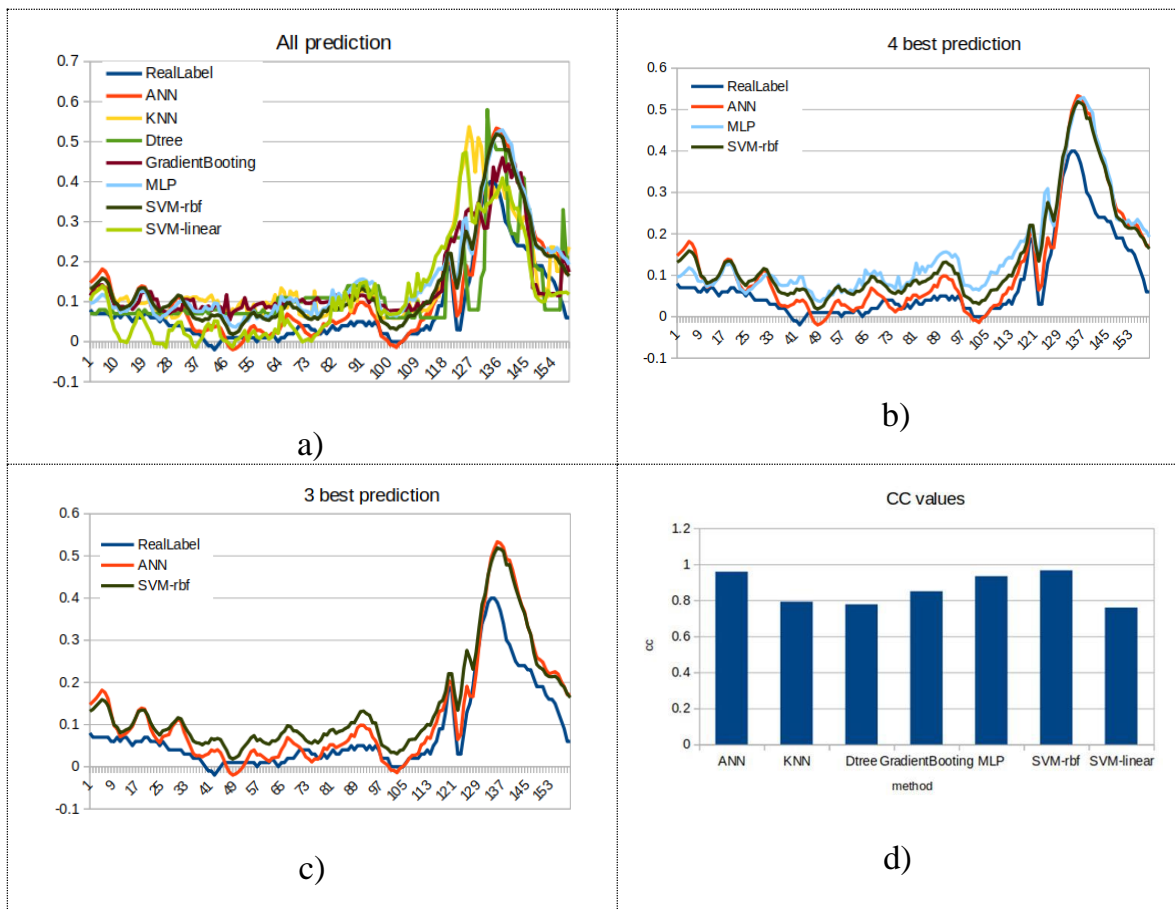 All prediction
0.7
0.6
0.5
0.4
0.3
0.2
0.1
0
-0.1
RealLabel
ANN
KNN
Dtree
GradientBooting
MLP
SVM-rbf
SVM-linear
1 10 19 28 37 46 55 64 73 82 91 100 109 118 127 136 145 154
a)
4 best prediction
0.6
0.5
0.4
0.3
0.2
0.1
0
-0.1
RealLabel
ANN
MLP
SVM-rbf
1 9 17 25 33 41 49 57 65 73 81 89 97 105 113 121 129 137 145 153
b)
3 best prediction
0.6
0.5
0.4
0.3
0.2
0.1
0
-0.1
RealLabel
ANN
SVM-rbf
1 9 17 25 33 41 49 57 65 73 81 89 97 105 113 121 129 137 145 153
c)
CC values
1.2
1
0.8
0.6
0.4
0.2
0
cc
ANN KNN Dtree GradientBooting MLP SVM-rbf SVM-linear
method
d)